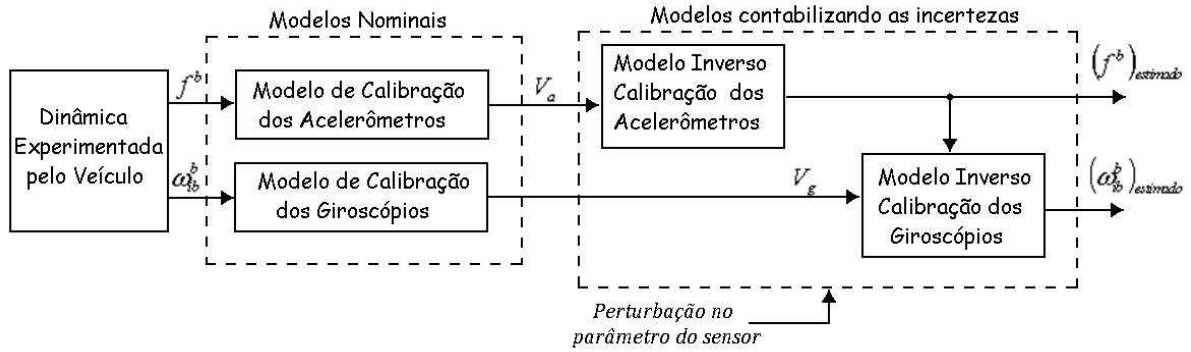 Modelos Nominais
Modelos contabilizando as incertezas
Dinâmica
Experimentada
pelo Veículo
f^b
ω_ib^b
Modelo de Calibração
dos Acelerômetros
Modelo de Calibração
dos Giroscópios
V_a
V_g
Modelo Inverso
Calibração dos
Acelerômetros
Modelo Inverso
Calibração dos
Giroscópios
(f^b)_estimado
(ω_ib^b)_estimado
Perturbação no
parâmetro do sensor